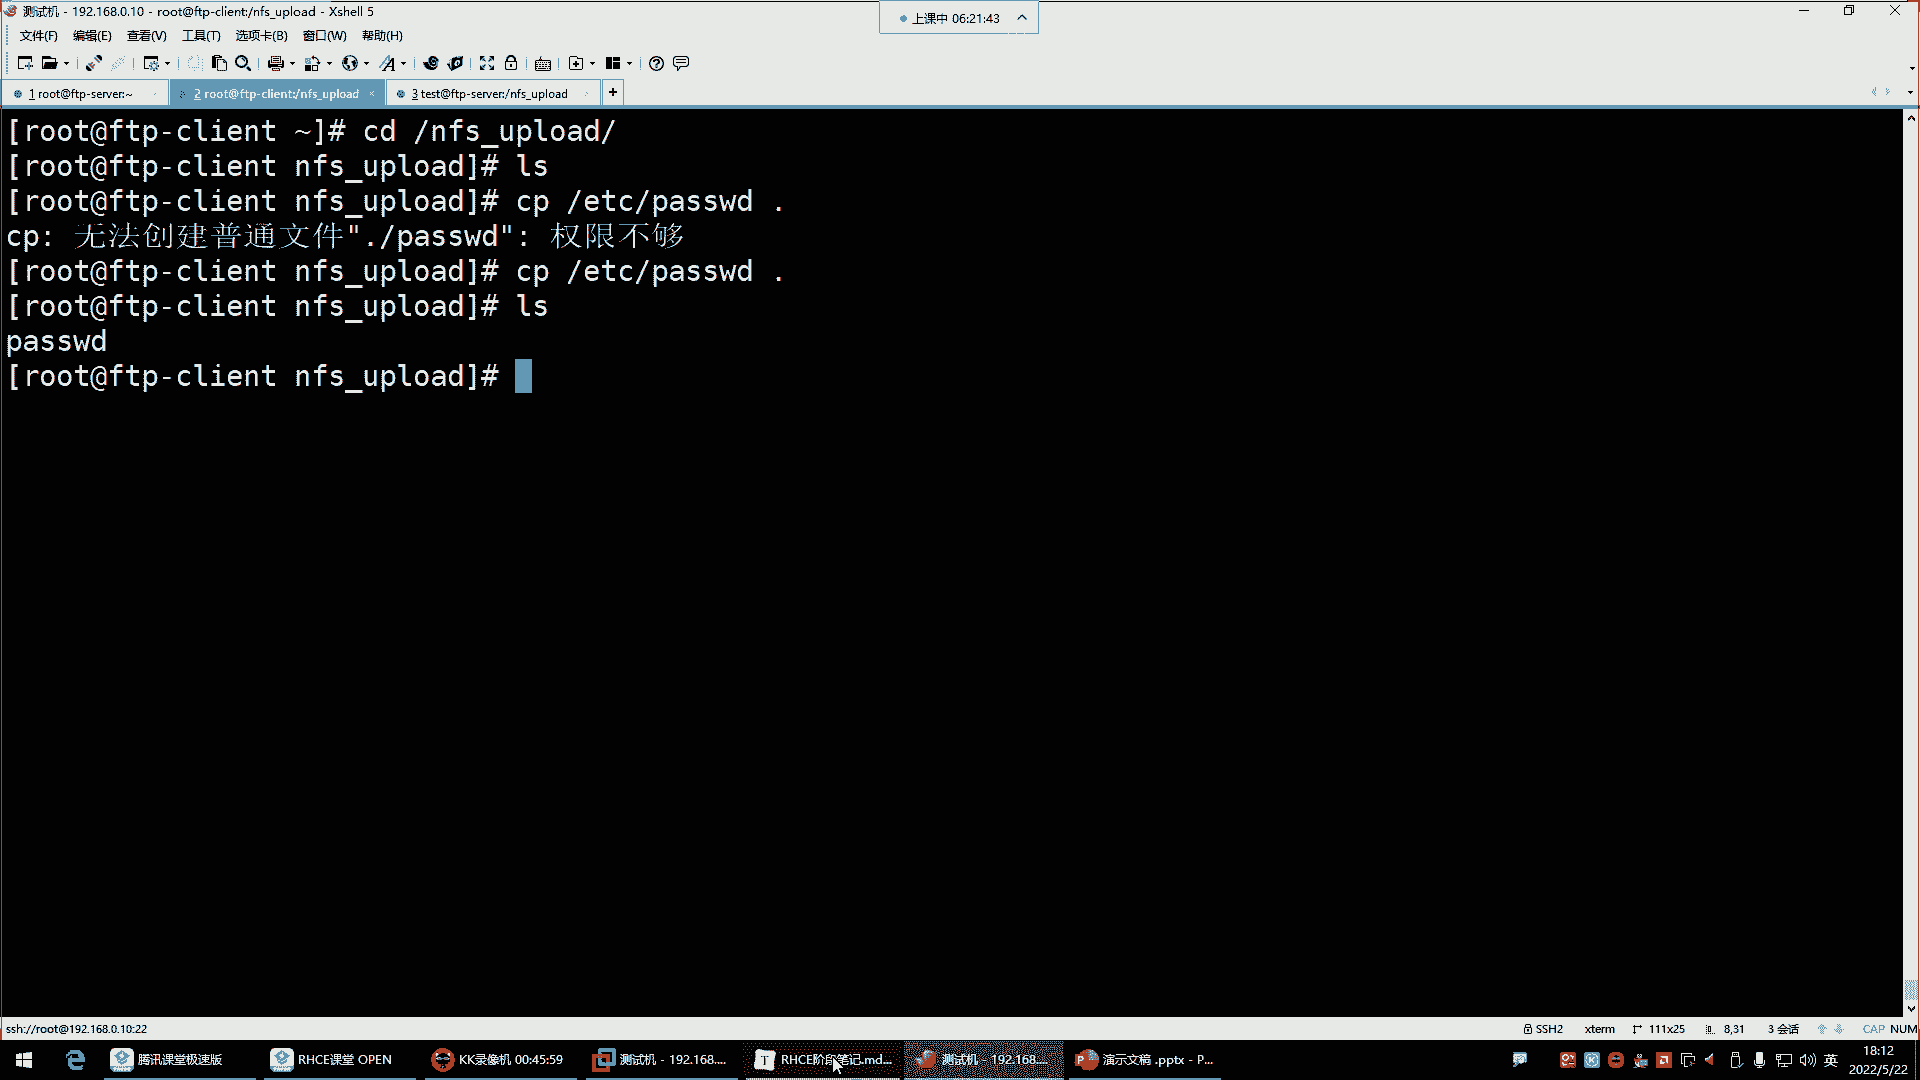 测试机 - 192.168.0.10 - root@ftp-client:/nfs_upload - Xshell 5
上课中 06:21:43
文件(F) 编辑(E) 查看(V) 工具(T) 选项卡(B) 窗口(W) 帮助(H)
1 root@ftp-server:~ 2 root@ftp-client:/nfs_upload × 3 test@ftp-server:/nfs_upload +
[root@ftp-client ~]# cd /nfs_upload/
[root@ftp-client nfs_upload]# ls
[root@ftp-client nfs_upload]# cp /etc/passwd .
cp: 无法创建普通文件"./passwd": 权限不够
[root@ftp-client nfs_upload]# cp /etc/passwd .
[root@ftp-client nfs_upload]# ls
passwd
[root@ftp-client nfs_upload]#
ssh://root@192.168.0.10:22 SSH2 xterm 111x25 8,31 3 会话 CAP NUM
腾讯课堂极速版 RHCE课堂 OPEN KK录像机 00:45:59 测试机 - 192.168.... RHCE阶段笔记.md... 测试机 - 192.168.... 演示文稿 .pptx - P... 英 18:12
2022/5/22